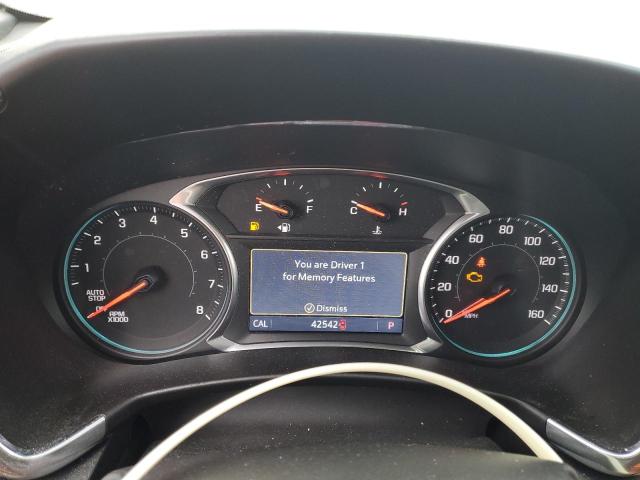 E F
C H
1 2 3 4 5 6 7 8
AUTO
STOP
RPM
X1000
You are Driver 1
for Memory Features
Dismiss
CAL 42542 P
0 20 40 60 80 100 120 140 160
MPH